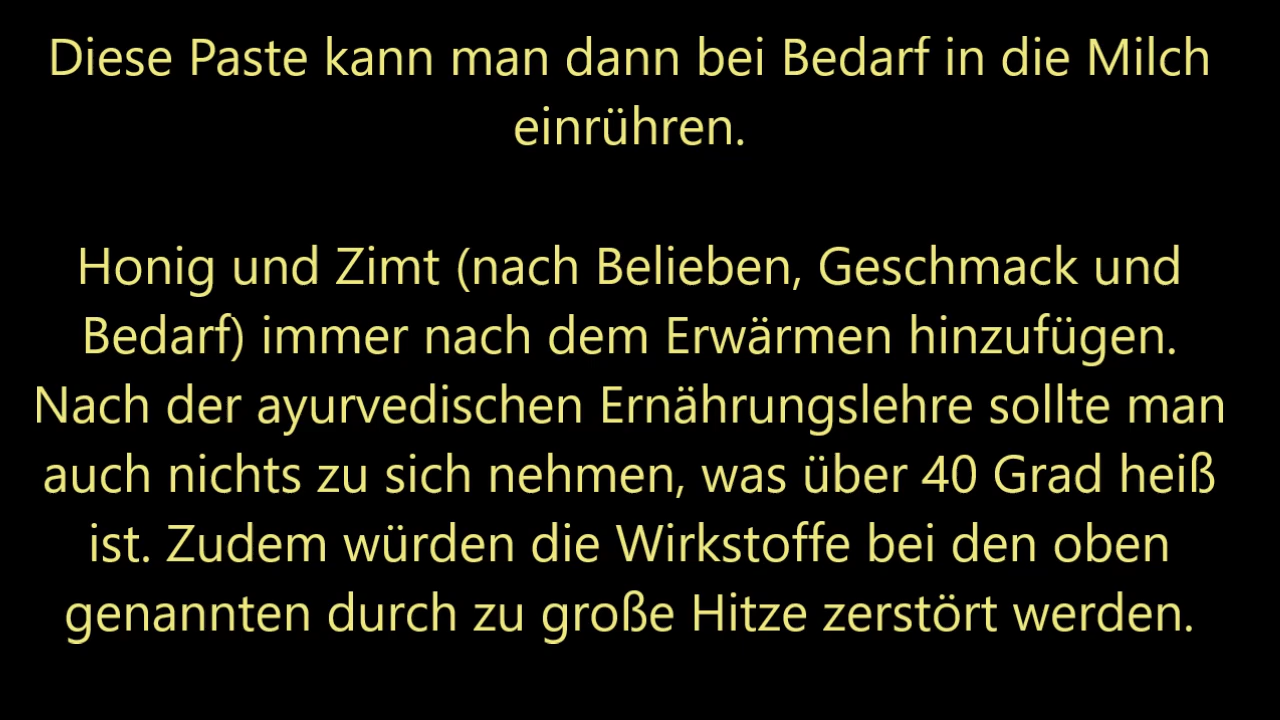 Diese Paste kann man dann bei Bedarf in die Milch
einrühren.
Honig und Zimt (nach Belieben, Geschmack und
Bedarf) immer nach dem Erwärmen hinzufügen.
Nach der ayurvedischen Ernährungslehre sollte man
auch nichts zu sich nehmen, was über 40 Grad heiß
ist. Zudem würden die Wirkstoffe bei den oben
genannten durch zu große Hitze zerstört werden.